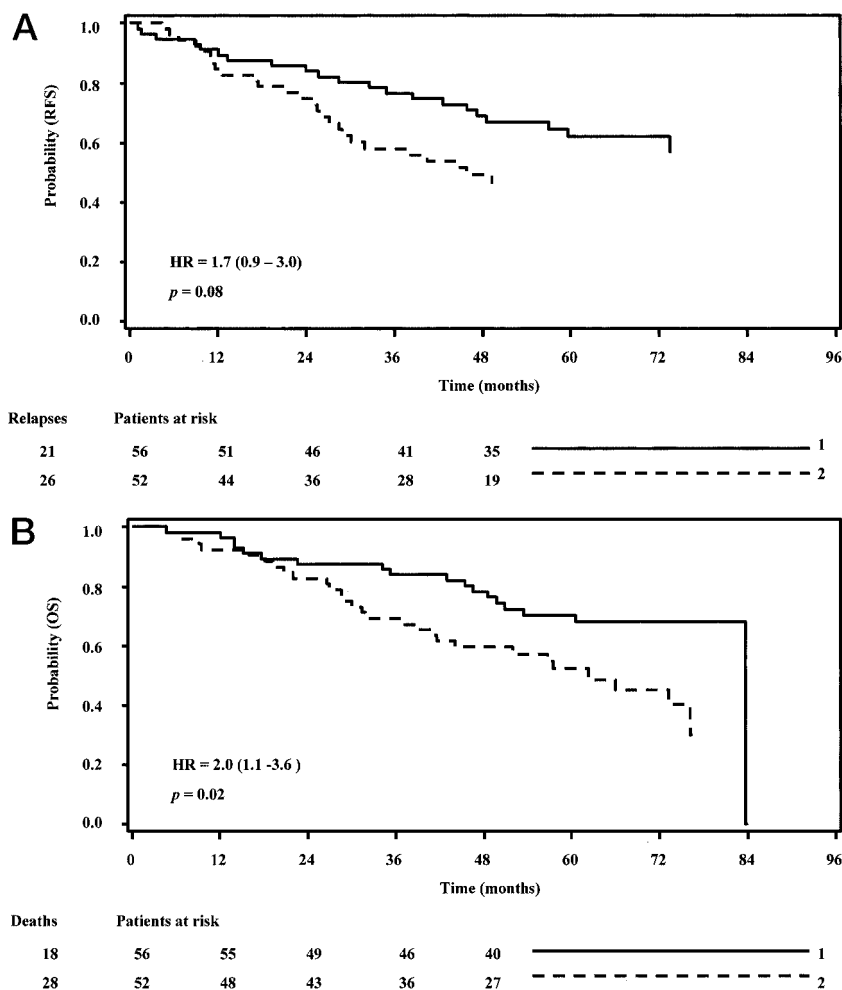 A
1.0
0.8
0.6
0.4
0.2
0.0
Probability (RFS)
HR = 1.7 (0.9 – 3.0)
p = 0.08
0 12 24 36 48 60 72 84 96
Time (months)
Relapses Patients at risk
21 56 51 46 41 35 1
26 52 44 36 28 19 2
B
1.0
0.8
0.6
0.4
0.2
0.0
Probability (OS)
HR = 2.0 (1.1 -3.6 )
p = 0.02
0 12 24 36 48 60 72 84 96
Time (months)
Deaths Patients at risk
18 56 55 49 46 40 1
28 52 48 43 36 27 2